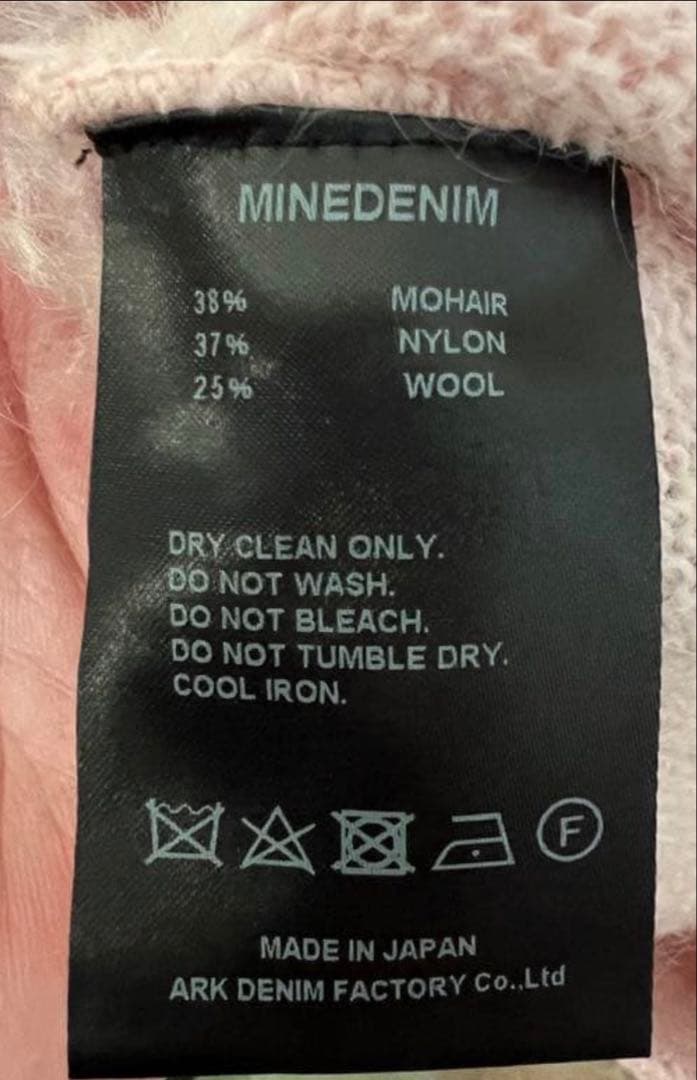 MINEDENIM
38% MOHAIR
37% NYLON
25% WOOL
DRY CLEAN ONLY.
DO NOT WASH.
DO NOT BLEACH.
DO NOT TUMBLE DRY.
COOL IRON.
F
MADE IN JAPAN
ARK DENIM FACTORY Co.,Ltd